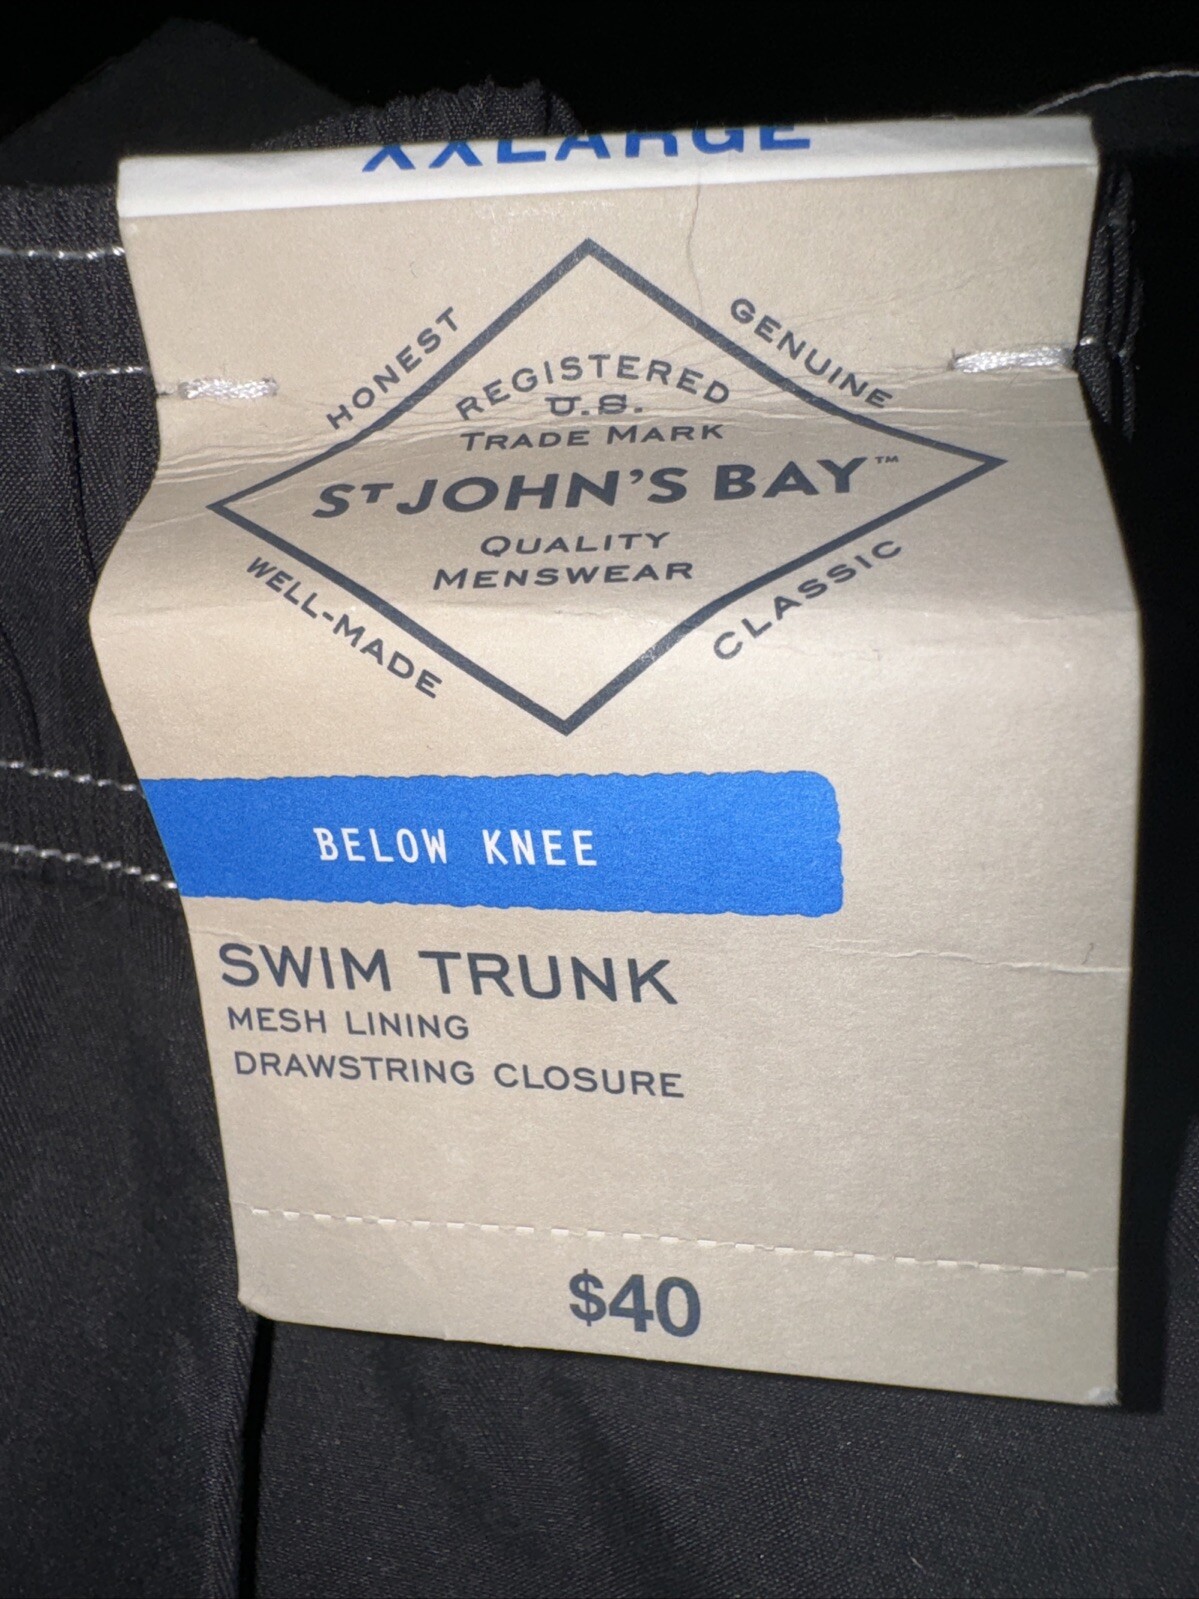 XXLARGE
HONEST
GENUINE
REGISTERED
U.S.
TRADE MARK
ST JOHN'S BAY™
QUALITY
MENSWEAR
WELL-MADE
CLASSIC
BELOW KNEE
SWIM TRUNK
MESH LINING
DRAWSTRING CLOSURE
$40